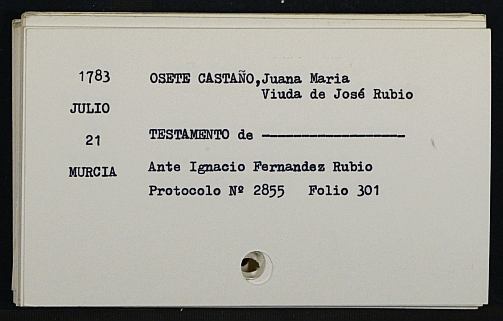 1783 OSETE CASTAÑO,Juana Maria
Viuda de José Rubio
JULIO
21 TESTAMENTO de ------------------
MURCIA Ante Ignacio Fernandez Rubio
Protocolo Nº 2855 Folio 301